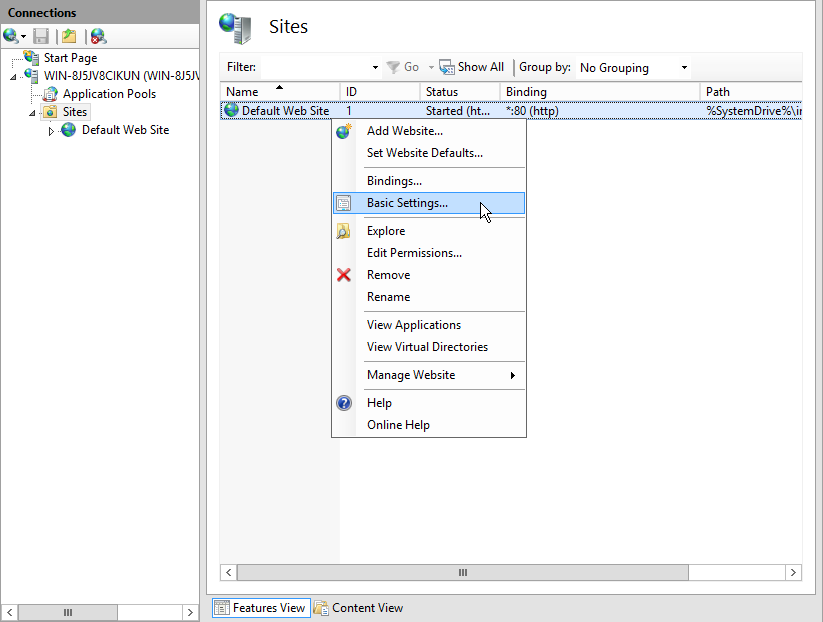 Connections
Start Page
WIN-8J5JV8CIKUN (WIN-8J5JV
Application Pools
Sites
Default Web Site
Sites
Filter: Go Show All Group by: No Grouping
Name ID Status Binding Path
Default Web Site 1 Started (ht... *:80 (http) %SystemDrive%\in
Add Website...
Set Website Defaults...
Bindings...
Basic Settings...
Explore
Edit Permissions...
Remove
Rename
View Applications
View Virtual Directories
Manage Website
Help
Online Help
Features View Content View